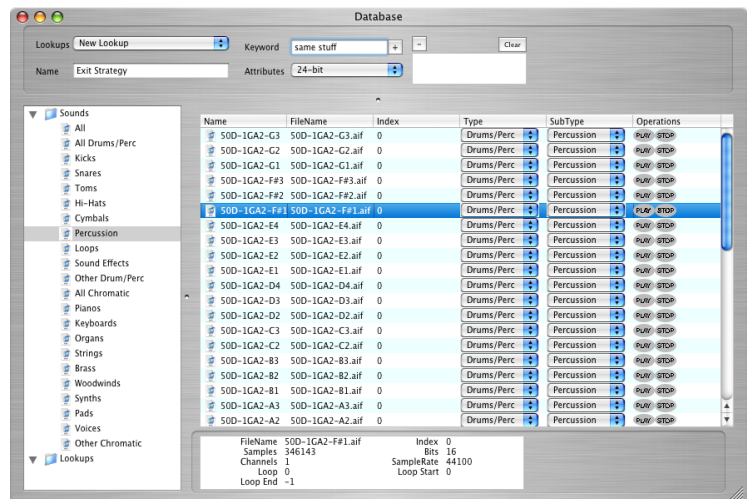 Database
Lookups New Lookup Keyword same stuff + - Clear
Name Exit Strategy Attributes 24-bit
Sounds
All
All Drums/Perc
Kicks
Snares
Toms
Hi-Hats
Cymbals
Percussion
Loops
Sound Effects
Other Drum/Perc
All Chromatic
Pianos
Keyboards
Organs
Strings
Brass
Woodwinds
Synths
Pads
Voices
Other Chromatic
Lookups
Name FileName Index Type SubType Operations
50D-1GA2-G3 50D-1GA2-G3.aif 0 Drums/Perc Percussion PLAY STOP
50D-1GA2-G2 50D-1GA2-G2.aif 0 Drums/Perc Percussion PLAY STOP
50D-1GA2-G1 50D-1GA2-G1.aif 0 Drums/Perc Percussion PLAY STOP
50D-1GA2-F#3 50D-1GA2-F#3.aif 0 Drums/Perc Percussion PLAY STOP
50D-1GA2-F#2 50D-1GA2-F#2.aif 0 Drums/Perc Percussion PLAY STOP
50D-1GA2-F#1 50D-1GA2-F#1.aif 0 Drums/Perc Percussion PLAY STOP
50D-1GA2-E4 50D-1GA2-E4.aif 0 Drums/Perc Percussion PLAY STOP
50D-1GA2-E3 50D-1GA2-E3.aif 0 Drums/Perc Percussion PLAY STOP
50D-1GA2-E2 50D-1GA2-E2.aif 0 Drums/Perc Percussion PLAY STOP
50D-1GA2-E1 50D-1GA2-E1.aif 0 Drums/Perc Percussion PLAY STOP
50D-1GA2-D4 50D-1GA2-D4.aif 0 Drums/Perc Percussion PLAY STOP
50D-1GA2-D3 50D-1GA2-D3.aif 0 Drums/Perc Percussion PLAY STOP
50D-1GA2-D2 50D-1GA2-D2.aif 0 Drums/Perc Percussion PLAY STOP
50D-1GA2-C3 50D-1GA2-C3.aif 0 Drums/Perc Percussion PLAY STOP
50D-1GA2-C2 50D-1GA2-C2.aif 0 Drums/Perc Percussion PLAY STOP
50D-1GA2-B3 50D-1GA2-B3.aif 0 Drums/Perc Percussion PLAY STOP
50D-1GA2-B2 50D-1GA2-B2.aif 0 Drums/Perc Percussion PLAY STOP
50D-1GA2-B1 50D-1GA2-B1.aif 0 Drums/Perc Percussion PLAY STOP
50D-1GA2-A3 50D-1GA2-A3.aif 0 Drums/Perc Percussion PLAY STOP
50D-1GA2-A2 50D-1GA2-A2.aif 0 Drums/Perc Percussion PLAY STOP
FileName 50D-1GA2-F#1.aif Index 0
Samples 346143 Bits 16
Channels 1 SampleRate 44100
Loop 0 Loop Start 0
Loop End -1